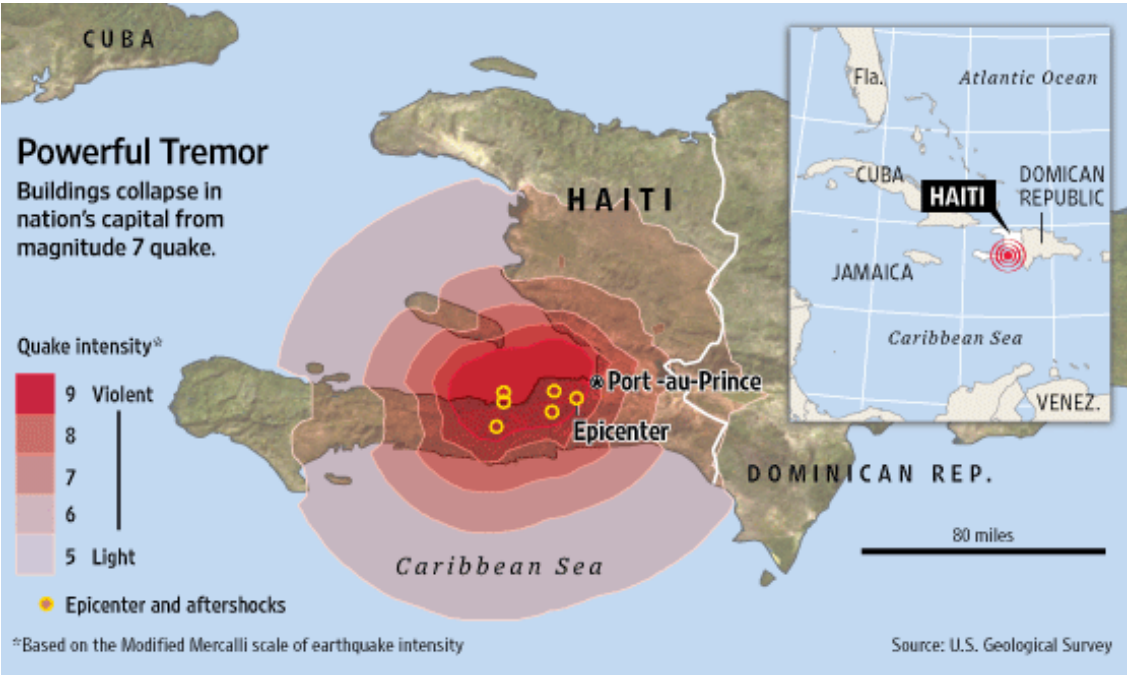 CUBA
Powerful Tremor
Buildings collapse in
nation's capital from
magnitude 7 quake.
Quake intensity*
9 Violent
8
7
6
5 Light
Epicenter and aftershocks
*Based on the Modified Mercalli scale of earthquake intensity
HAITI
* Port -au-Prince
Epicenter
Caribbean Sea
DOMINICAN REP.
80 miles
Source: U.S. Geological Survey
Fla.
Atlantic Ocean
CUBA
DOMICAN
REPUBLIC
HAITI
JAMAICA
Caribbean Sea
VENEZ.